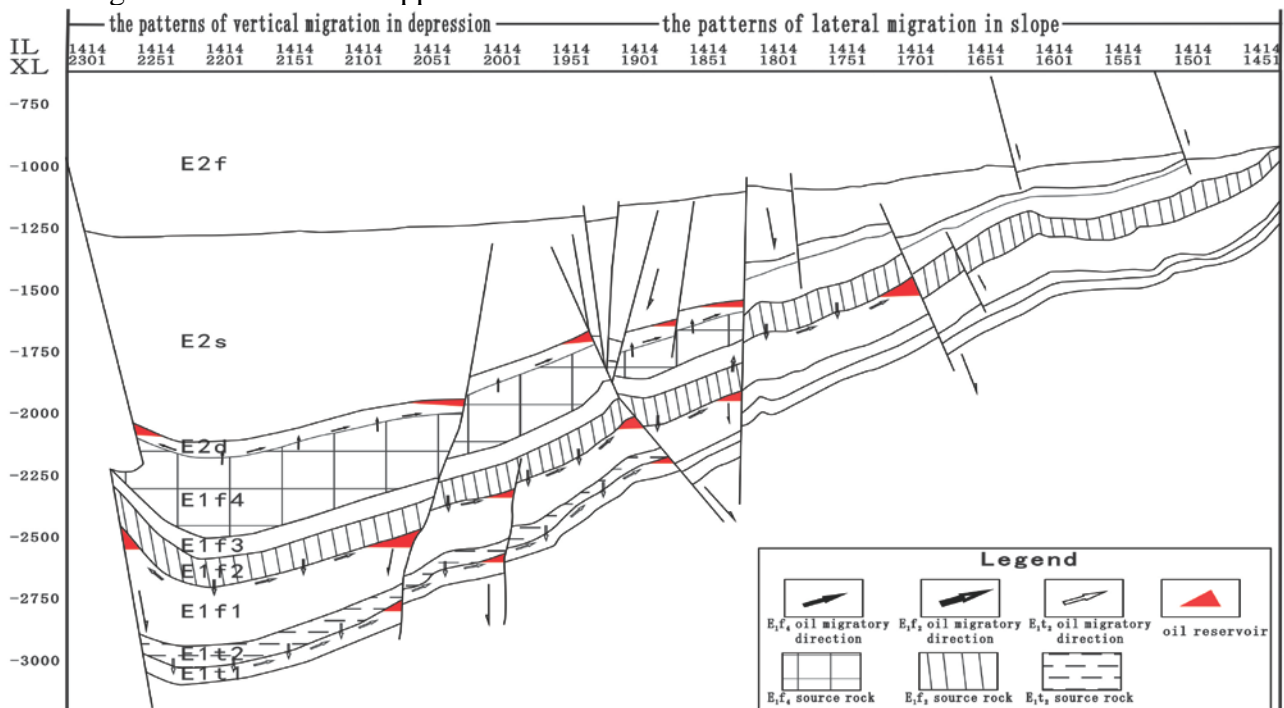 the patterns of vertical migration in depression the patterns of lateral migration in slope
IL 1414 1414 1414 1414 1414 1414 1414 1414 1414 1414 1414 1414 1414 1414 1414 1414 1414 1414
XL 2301 2251 2201 2151 2101 2051 2001 1951 1901 1851 1801 1751 1701 1651 1601 1551 1501 1451
-750
-1000
E2f
-1250
-1500
E2s
-1750
-2000
E2d
-2250
E1f4
-2500
E1f3
E1f2
-2750
E1f1
E1t2
-3000
E1t1
Legend
E₁f₄ oil migratory direction
E₁f₂ oil migratory direction
E₁t₂ oil migratory direction
oil reservoir
E₁f₄ source rock
E₁f₂ source rock
E₁t₂ source rock